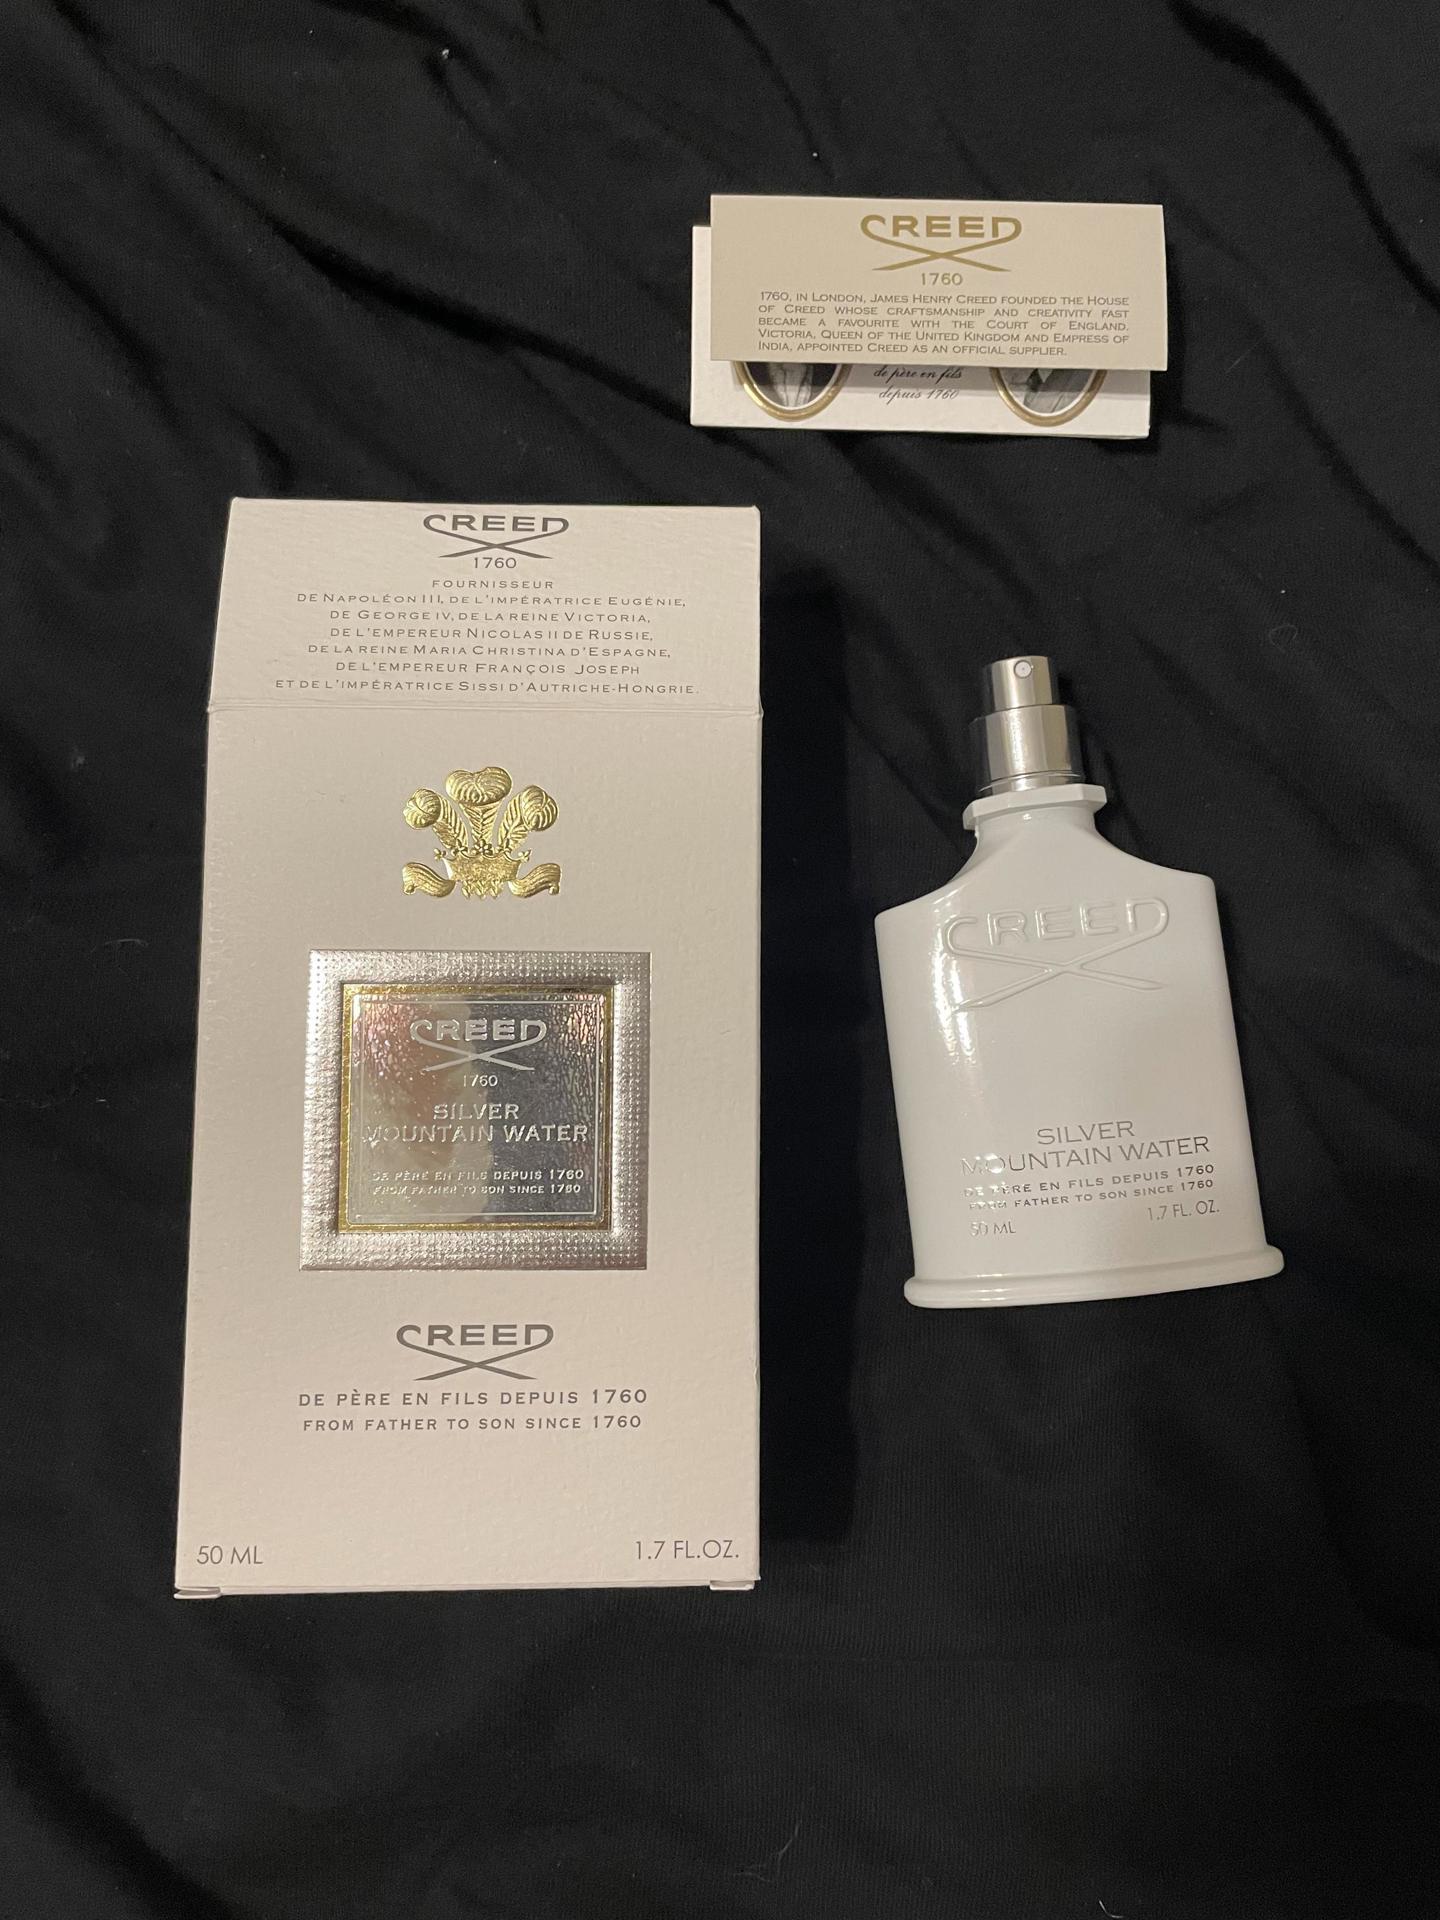 CREED
1760
1760, IN LONDON, JAMES HENRY CREED FOUNDED THE HOUSE
OF CREED WHOSE CRAFTSMANSHIP AND CREATIVITY FAST
BECAME A FAVOURITE WITH THE COURT OF ENGLAND.
VICTORIA, QUEEN OF THE UNITED KINGDOM AND EMPRESS OF
INDIA, APPOINTED CREED AS AN OFFICIAL SUPPLIER.
de père en fils
depuis 1760
CREED
1760
FOURNISSEUR
DE NAPOLÉON III, DE L'IMPÉRATRICE EUGÉNIE,
DE GEORGE IV, DE LA REINE VICTORIA,
DE L'EMPEREUR NICOLAS II DE RUSSIE,
DE LA REINE MARIA CHRISTINA D'ESPAGNE,
DE L'EMPEREUR FRANÇOIS JOSEPH
ET DE L'IMPÉRATRICE SISSI D'AUTRICHE-HONGRIE.
CREED
1760
SILVER
MOUNTAIN WATER
DE PÈRE EN FILS DEPUIS 1760
FROM FATHER TO SON SINCE 1760
CREED
DE PÈRE EN FILS DEPUIS 1760
FROM FATHER TO SON SINCE 1760
50 ML 1.7 FL.OZ.
CREED
SILVER
MOUNTAIN WATER
DE PÈRE EN FILS DEPUIS 1760
FROM FATHER TO SON SINCE 1760
50 ML 1.7 FL. OZ.